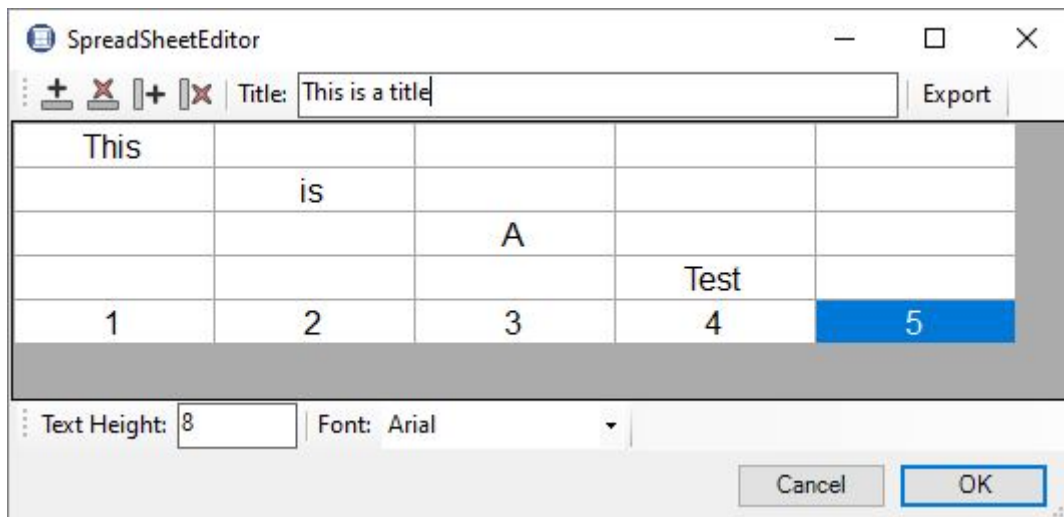 SpreadSheetEditor
Title: This is a title Export
This
is
A
Test
1 2 3 4 5
Text Height: 8 Font: Arial
Cancel OK